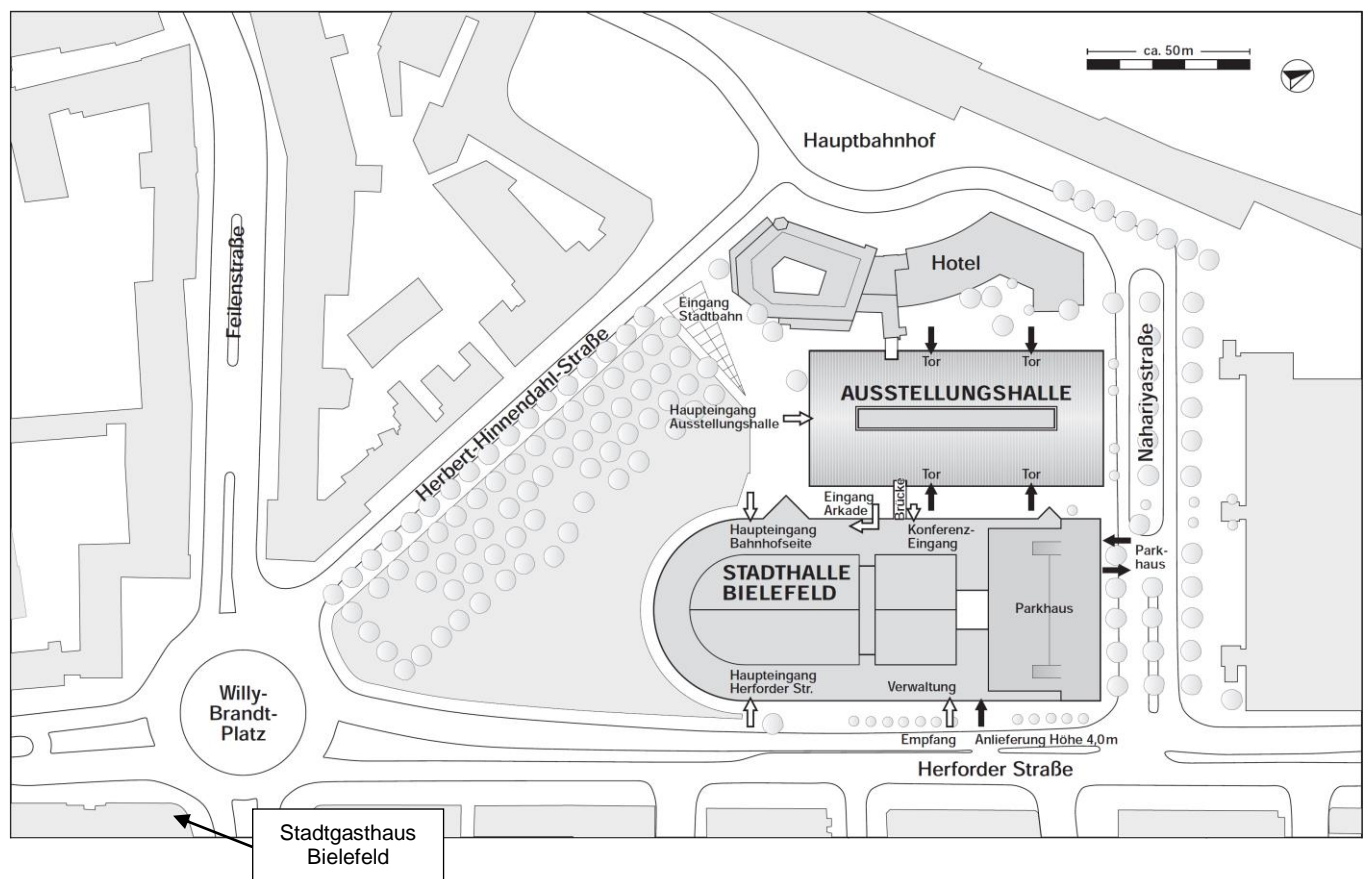 ca. 50m
Hauptbahnhof
Hotel
Feilenstraße
Eingang
Stadtbahn
Herbert-Hinnendahl-Straße
Nahariyastraße
Tor
Tor
AUSSTELLUNGSHALLE
Haupteingang
Ausstellungshalle
Tor
Tor
Brücke
Eingang
Arkade
Haupteingang
Bahnhofseite
Konferenz-
Eingang
Park-
haus
STADTHALLE
BIELEFELD
Parkhaus
Haupteingang
Herforder Str.
Verwaltung
Willy-
Brandt-
Platz
Empfang
Anlieferung Höhe 4,0m
Herforder Straße
Stadtgasthaus
Bielefeld